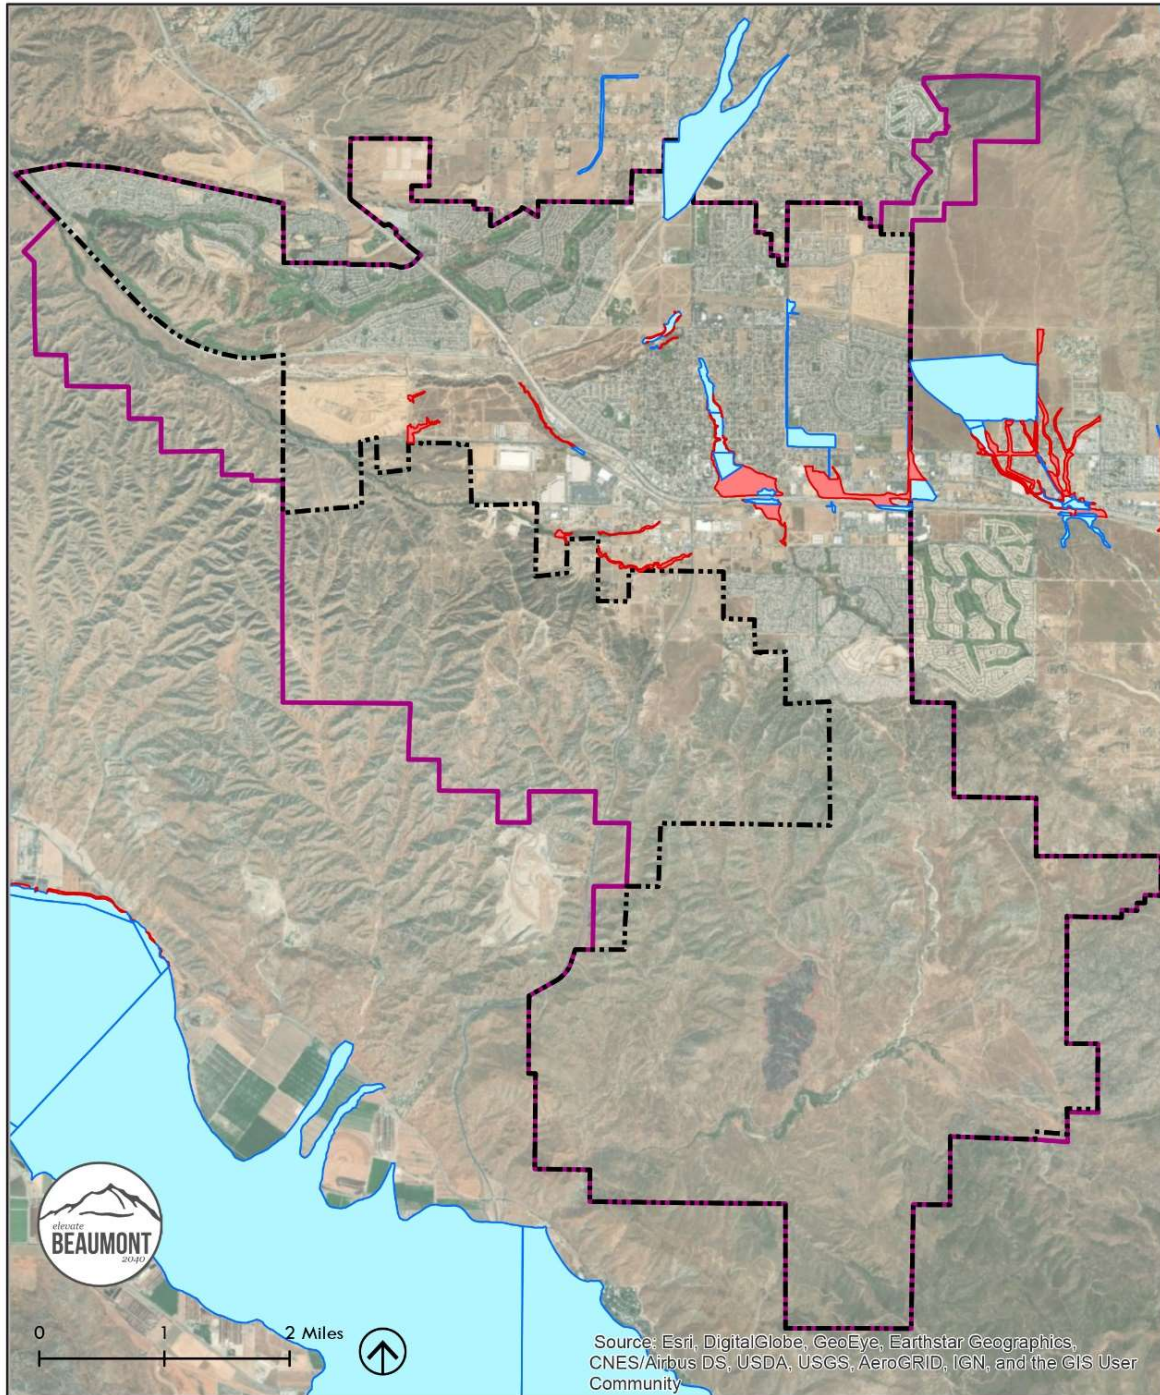 elevate
BEAUMONT
2040
0 1 2 Miles
Source: Esri, DigitalGlobe, GeoEye, Earthstar Geographics,
CNES/Airbus DS, USDA, USGS, AeroGRID, IGN, and the GIS User
Community